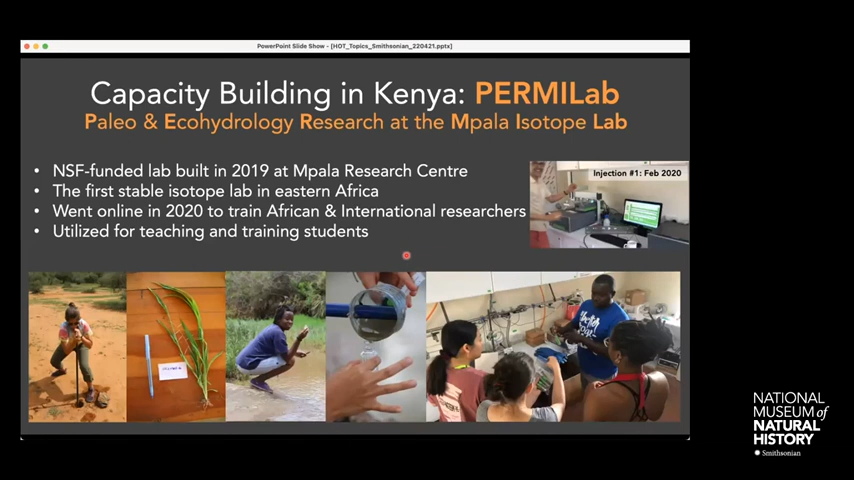 PowerPoint Slide Show - [HOT_Topics_Smithsonian_220421.pptx]
Capacity Building in Kenya: PERMILab
Paleo & Ecohydrology Research at the Mpala Isotope Lab
• NSF-funded lab built in 2019 at Mpala Research Centre
• The first stable isotope lab in eastern Africa
• Went online in 2020 to train African & International researchers
• Utilized for teaching and training students
Injection #1: Feb 2020
NATIONAL
MUSEUM of
NATURAL
HISTORY
Smithsonian